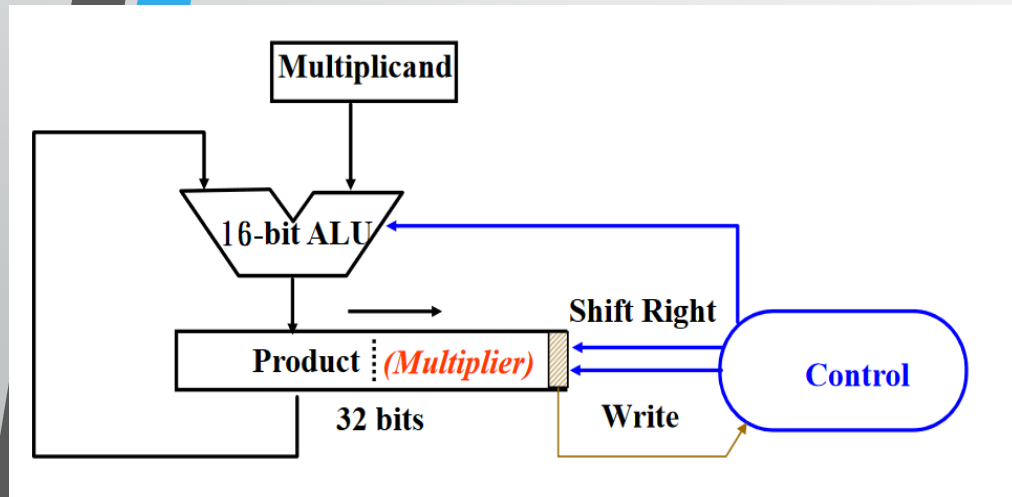 Multiplicand
16-bit ALU
Shift Right
Product (Multiplier)
Control
32 bits
Write